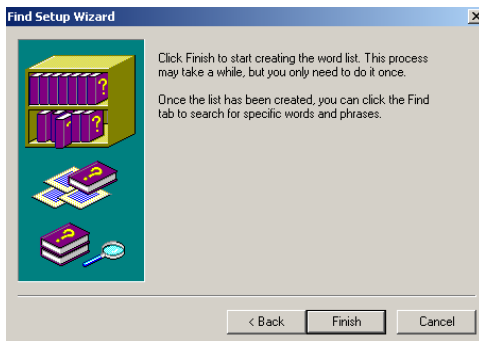 Find Setup Wizard
Click Finish to start creating the word list. This process
may take a while, but you only need to do it once.
Once the list has been created, you can click the Find
tab to search for specific words and phrases.
< Back Finish Cancel